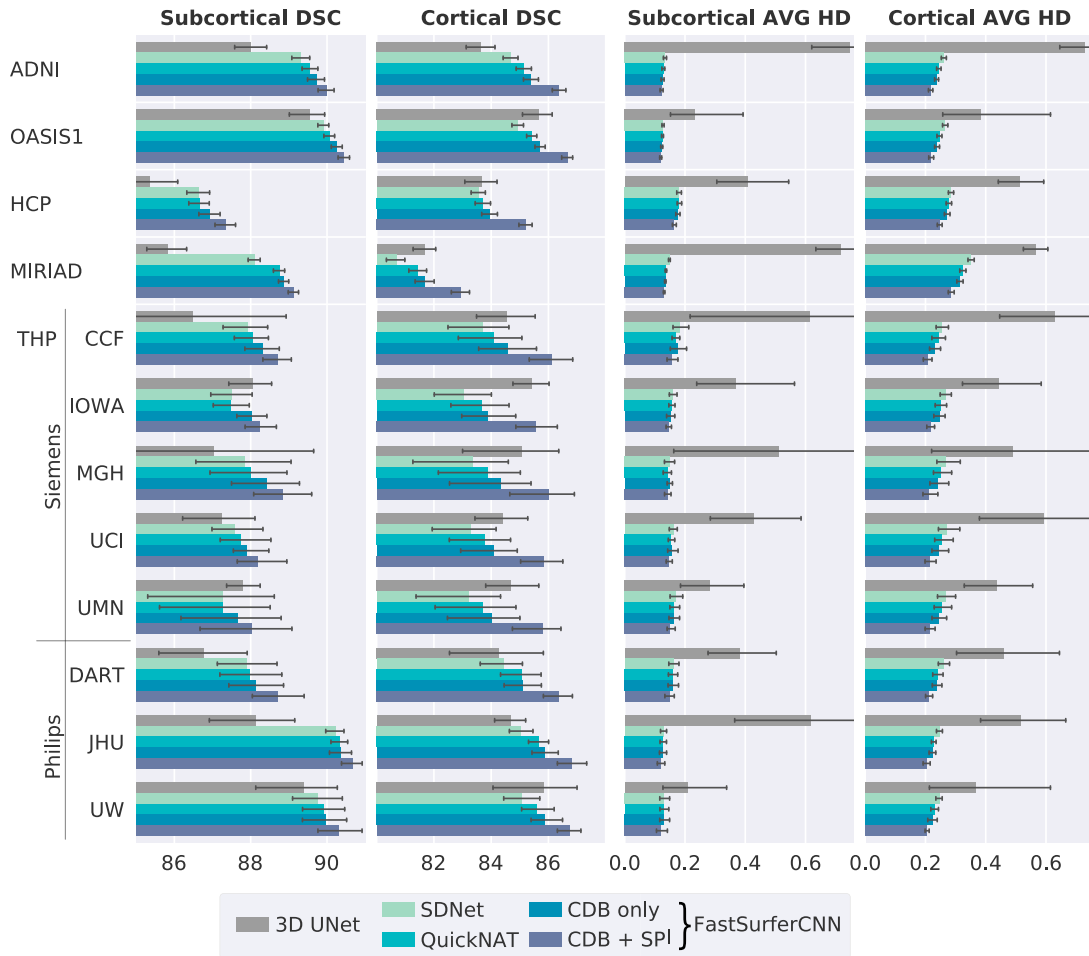 Subcortical DSC Cortical DSC Subcortical AVG HD Cortical AVG HD
ADNI
OASIS1
HCP
MIRIAD
THP CCF
IOWA
Siemens MGH
UCI
UMN
DART
Philips JHU
UW
86 88 90 82 84 86 0.0 0.2 0.4 0.6 0.0 0.2 0.4 0.6
3D UNet SDNet CDB only FastSurferCNN
QuickNAT CDB + SPl